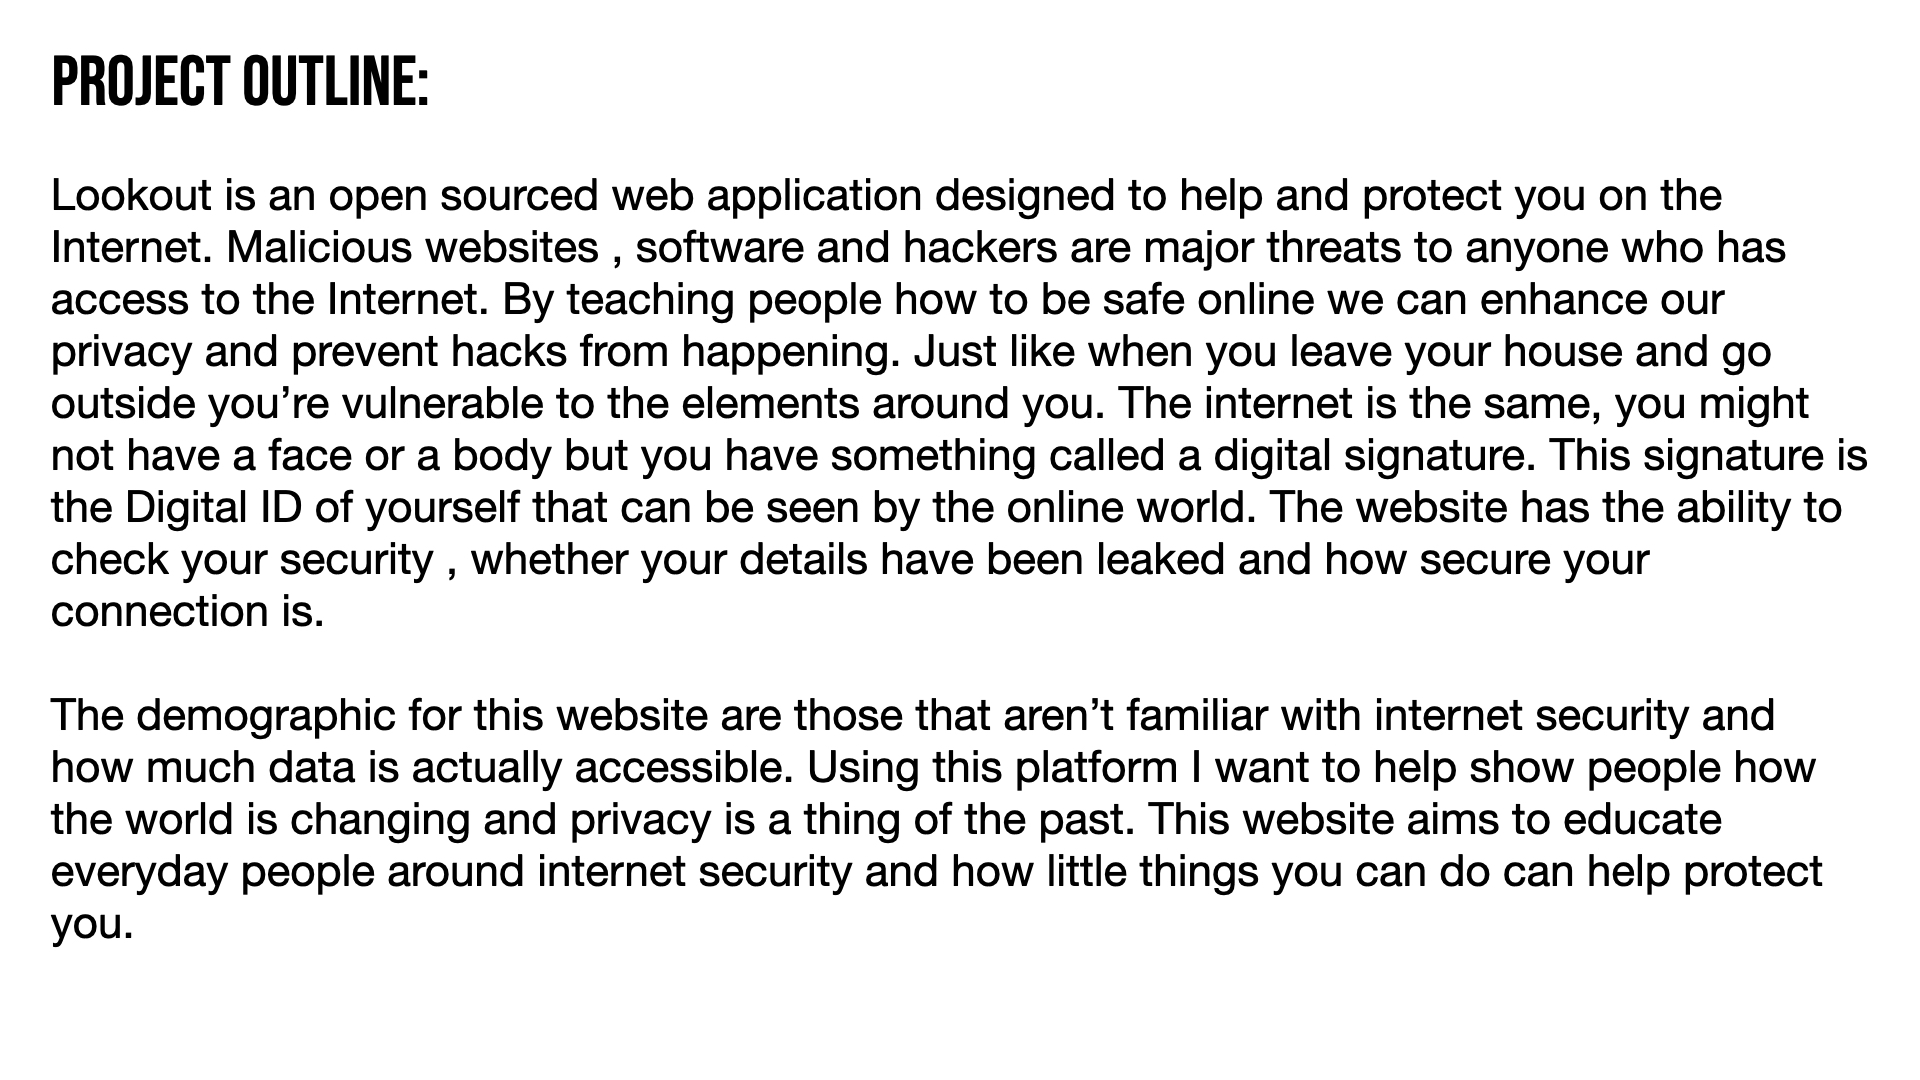 PROJECT OUTLINE:
Lookout is an open sourced web application designed to help and protect you on the
Internet. Malicious websites , software and hackers are major threats to anyone who has
access to the Internet. By teaching people how to be safe online we can enhance our
privacy and prevent hacks from happening. Just like when you leave your house and go
outside you’re vulnerable to the elements around you. The internet is the same, you might
not have a face or a body but you have something called a digital signature. This signature is
the Digital ID of yourself that can be seen by the online world. The website has the ability to
check your security , whether your details have been leaked and how secure your
connection is.
The demographic for this website are those that aren’t familiar with internet security and
how much data is actually accessible. Using this platform I want to help show people how
the world is changing and privacy is a thing of the past. This website aims to educate
everyday people around internet security and how little things you can do can help protect
you.